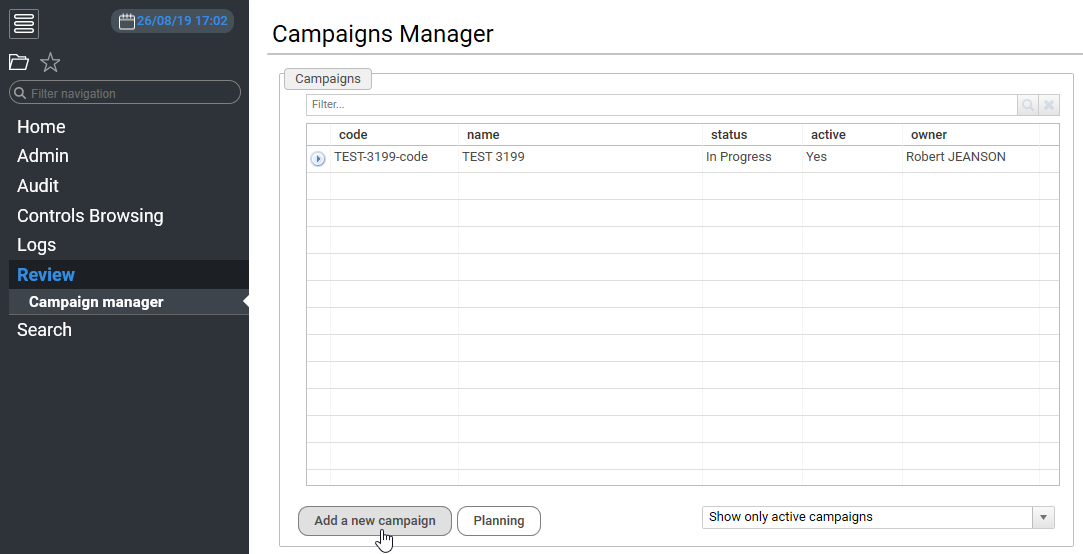 26/08/19 17:02
Filter navigation
Home
Admin
Audit
Controls Browsing
Logs
Review
Campaign manager
Search
Campaigns Manager
Campaigns
Filter...
code name status active owner
TEST-3199-code TEST 3199 In Progress Yes Robert JEANSON
Add a new campaign Planning Show only active campaigns